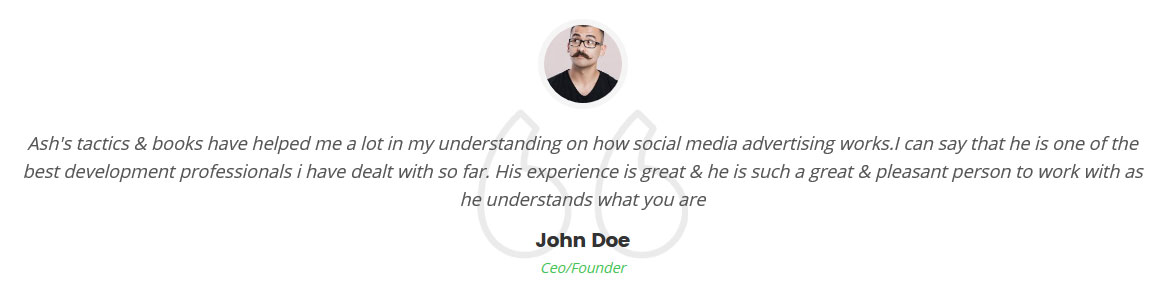 Ash's tactics & books have helped me a lot in my understanding on how social media advertising works.I can say that he is one of the
best development professionals i have dealt with so far. His experience is great & he is such a great & pleasant person to work with as
he understands what you are
John Doe
Ceo/Founder